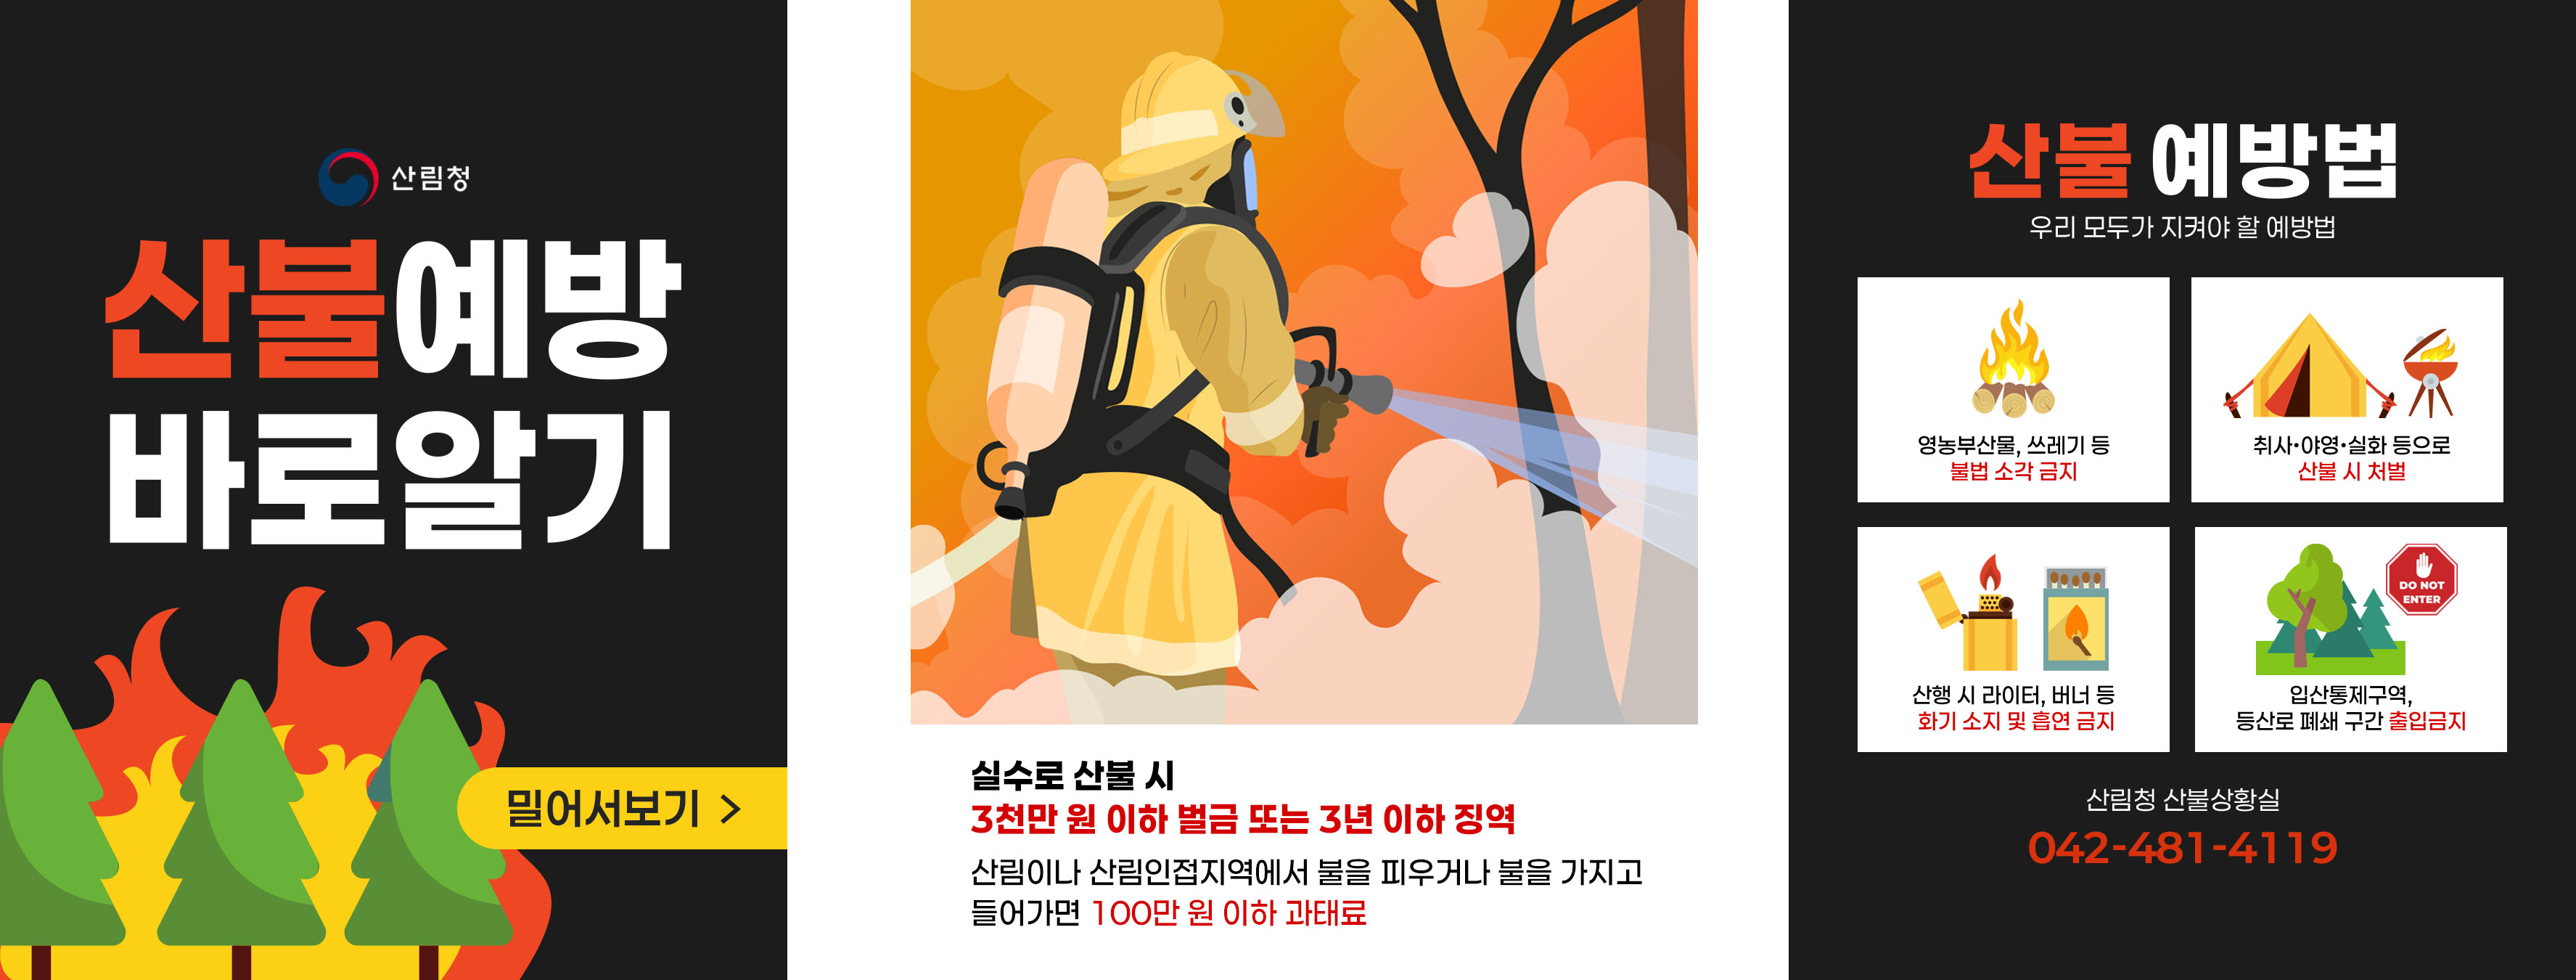 산림청
산불예방
바로알기
밀어서보기 >
실수로 산불 시
3천만 원 이하 벌금 또는 3년 이하 징역
산림이나 산림인접지역에서 불을 피우거나 불을 가지고
들어가면 100만 원 이하 과태료
산불 예방법
우리 모두가 지켜야 할 예방법
영농부산물, 쓰레기 등
불법 소각 금지
취사•야영•실화 등으로
산불 시 처벌
산행 시 라이터, 버너 등
화기 소지 및 흡연 금지
DO NOT
ENTER
입산통제구역,
등산로 폐쇄 구간 출입금지
산림청 산불상황실
042-481-4119